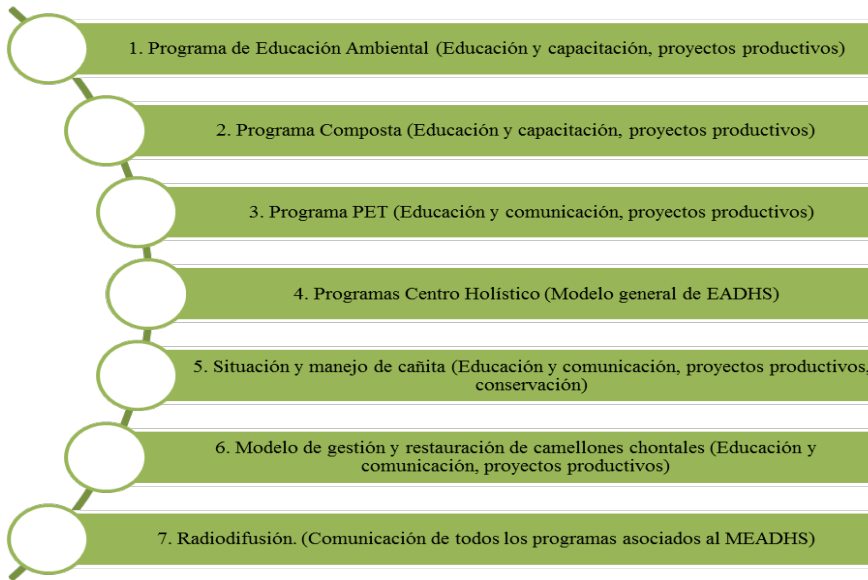 1. Programa de Educación Ambiental (Educación y capacitación, proyectos productivos)
2. Programa Composta (Educación y capacitación, proyectos productivos)
3. Programa PET (Educación y comunicación, proyectos productivos)
4. Programas Centro Holístico (Modelo general de EADHS)
5. Situación y manejo de cañita (Educación y comunicación, proyectos productivos,
conservación)
6. Modelo de gestión y restauración de camellones chontales (Educación y
comunicación, proyectos productivos)
7. Radiodifusión. (Comunicación de todos los programas asociados al MEADHS)